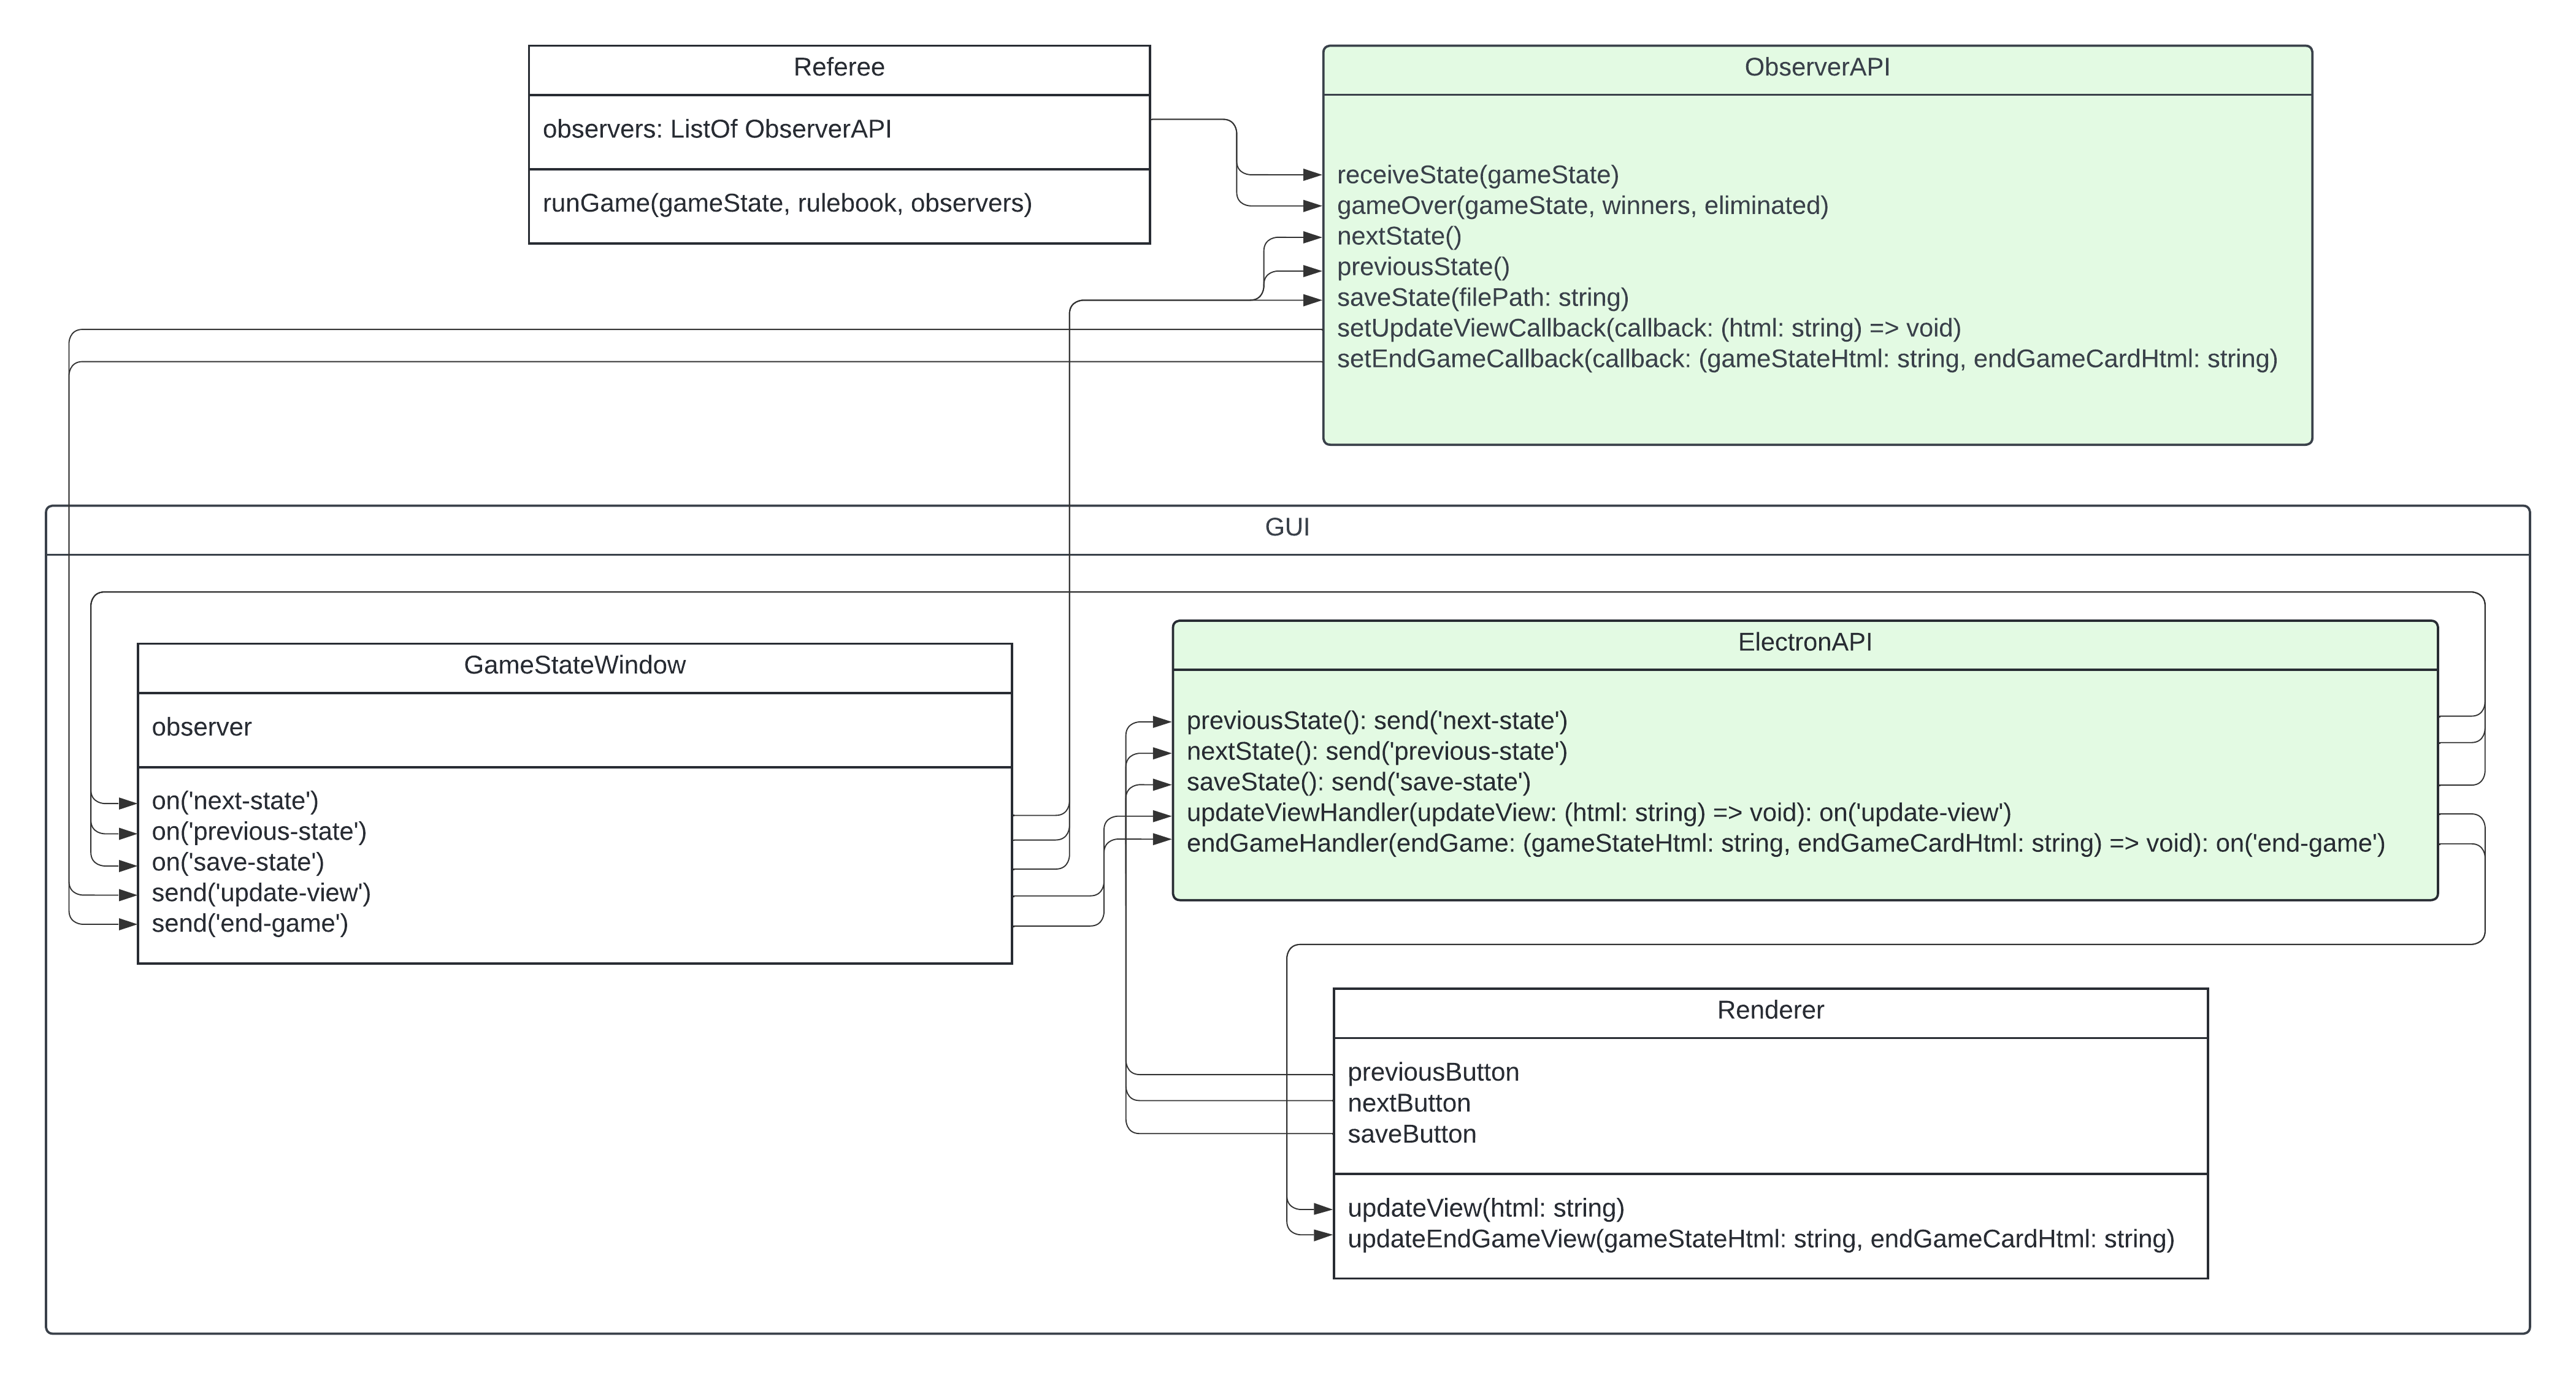 Referee
observers: ListOf ObserverAPI
runGame(gameState, rulebook, observers)
ObserverAPI
receiveState(gameState)
gameOver(gameState, winners, eliminated)
nextState()
previousState()
saveState(filePath: string)
setUpdateViewCallback(callback: (html: string) => void)
setEndGameCallback(callback: (gameStateHtml: string, endGameCardHtml: string)
GUI
GameStateWindow
observer
on('next-state')
on('previous-state')
on('save-state')
send('update-view')
send('end-game')
ElectronAPI
previousState(): send('next-state')
nextState(): send('previous-state')
saveState(): send('save-state')
updateViewHandler(updateView: (html: string) => void): on('update-view')
endGameHandler(endGame: (gameStateHtml: string, endGameCardHtml: string) => void): on('end-game')
Renderer
previousButton
nextButton
saveButton
updateView(html: string)
updateEndGameView(gameStateHtml: string, endGameCardHtml: string)